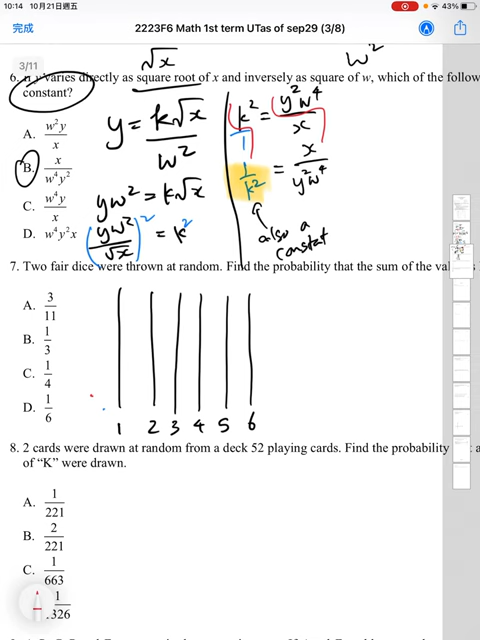 10:14 10月21日週五 43%
完成 2223F6 Math 1st term UTas of sep29 (3/8)
3/11
√x w²
6. If y varies directly as square root of x and inversely as square of w, which of the follow
constant?
A. w²y/x
B. x/(w⁴y²)
C. w⁴y/x
D. w⁴y²x
y = k√x/w²
yw² = k√x
(yw²/√x)² = k²
k²/1 = y²w⁴/x
1/k² = x/(y²w⁴)
also a
constant
7. Two fair dice were thrown at random. Find the probability that the sum of the val
A. 3/11
B. 1/3
C. 1/4
D. 1/6
1 2 3 4 5 6
8. 2 cards were drawn at random from a deck 52 playing cards. Find the probability
of “K” were drawn.
A. 1/221
B. 2/221
C. 1/663
1/326